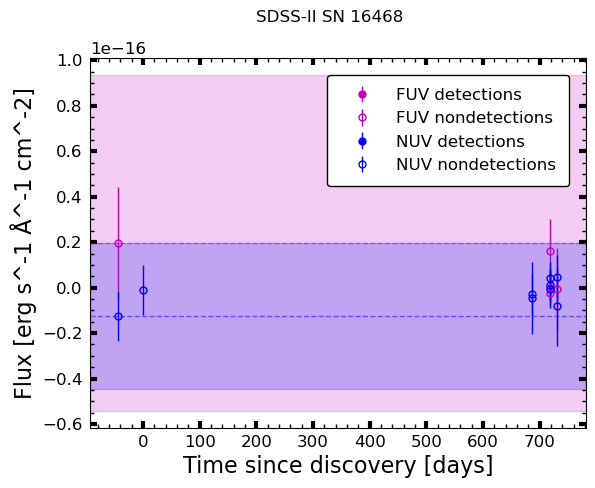 SDSS-II SN 16468
1e−16
1.0
0.8
0.6
0.4
0.2
0.0
−0.2
−0.4
−0.6
Flux [erg s^-1 Å^-1 cm^-2]
FUV detections
FUV nondetections
NUV detections
NUV nondetections
0 100 200 300 400 500 600 700
Time since discovery [days]